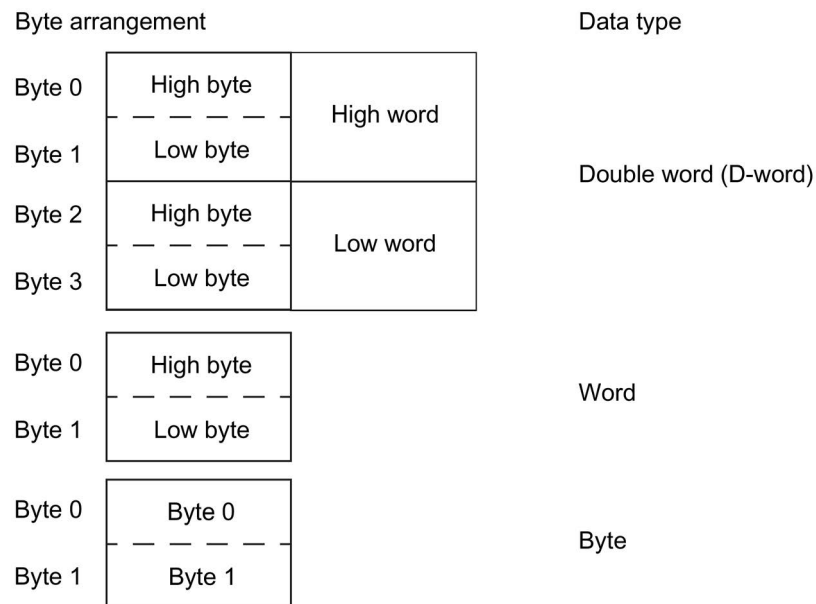 Byte arrangement Data type
Byte 0 High byte
High word
Byte 1 Low byte
Double word (D-word)
Byte 2 High byte
Low word
Byte 3 Low byte
Byte 0 High byte
Word
Byte 1 Low byte
Byte 0 Byte 0
Byte
Byte 1 Byte 1